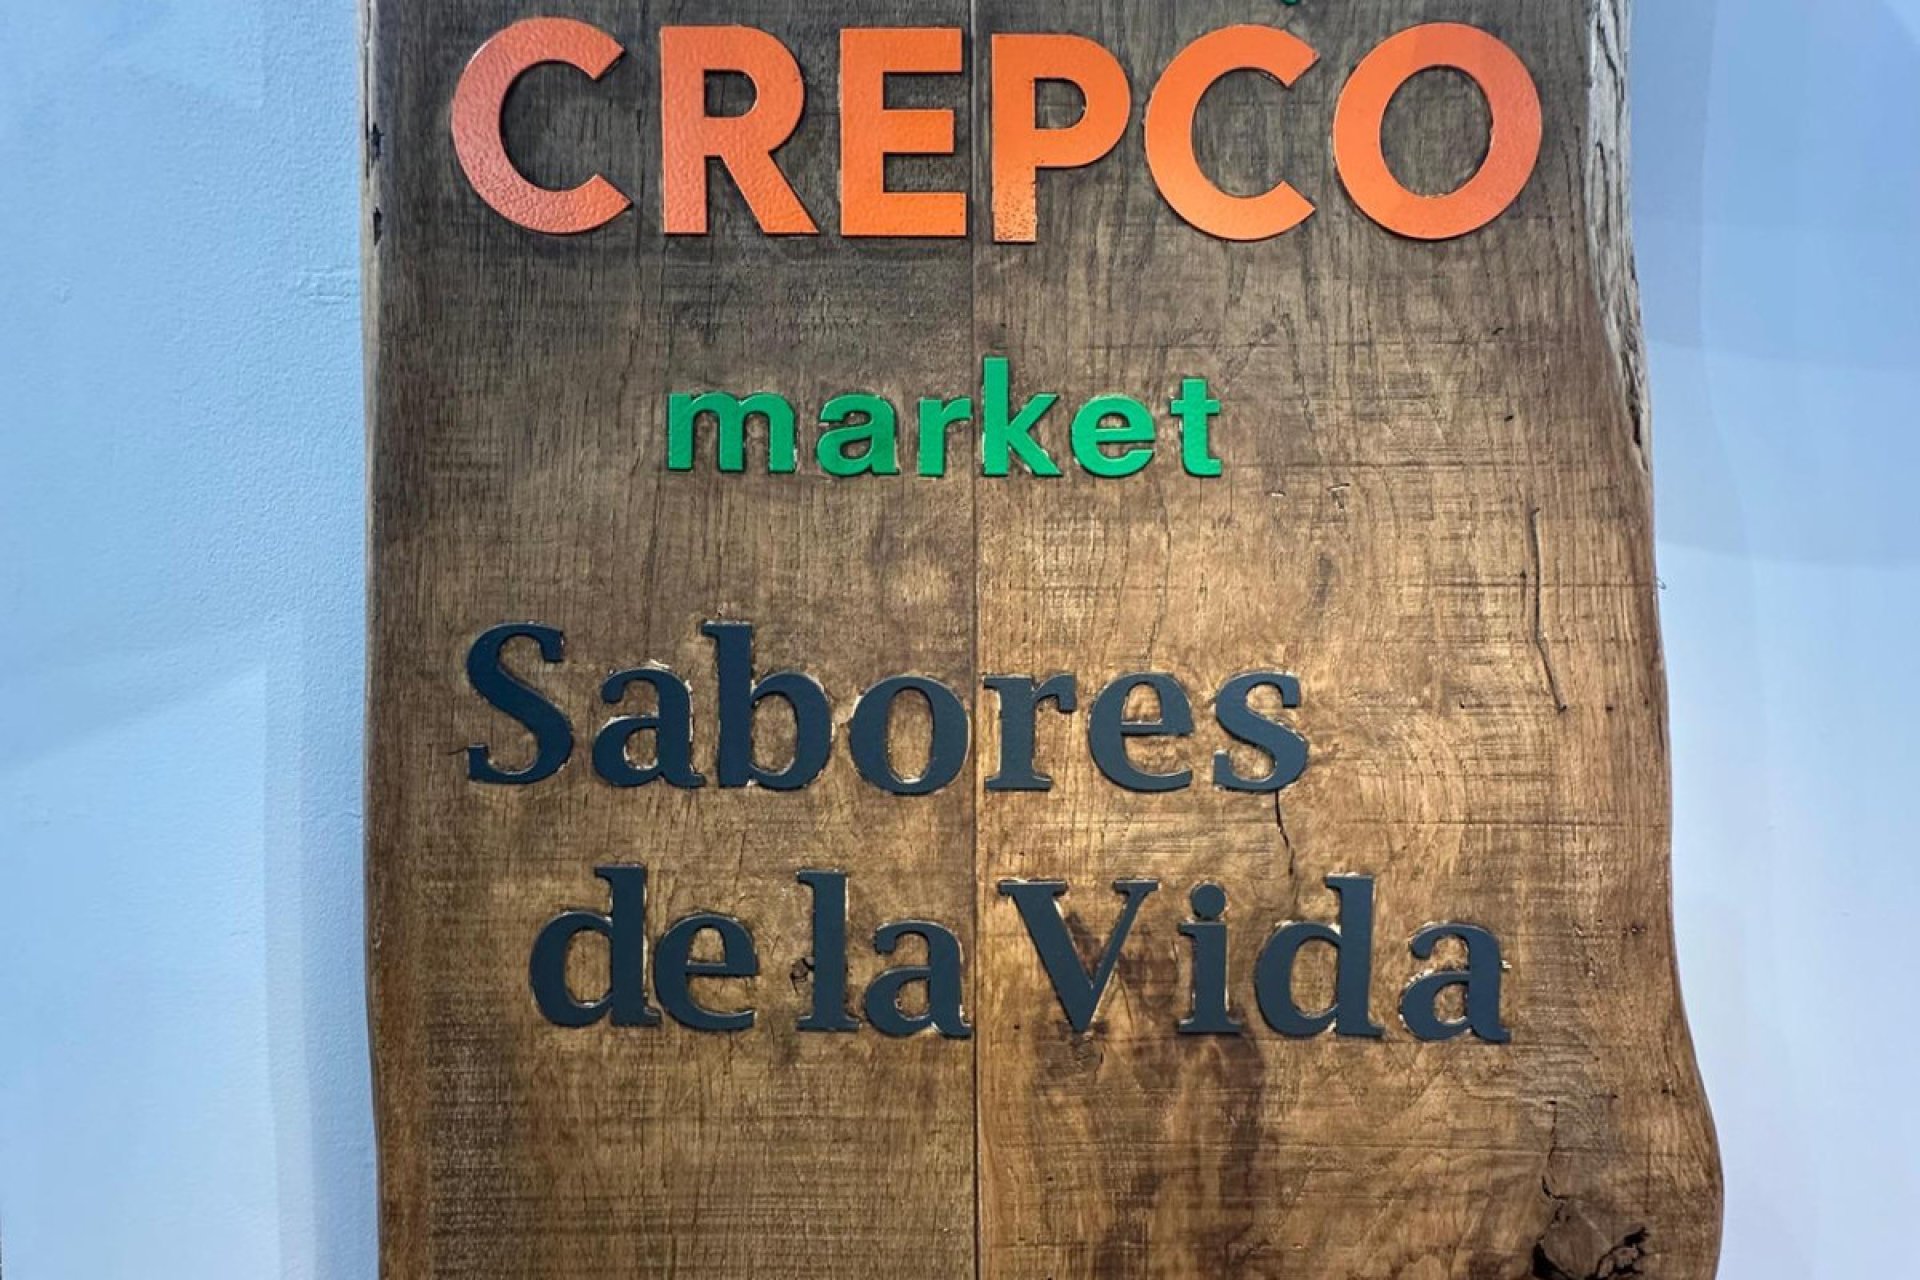 CREPCO
market
Sabores
de la Vida